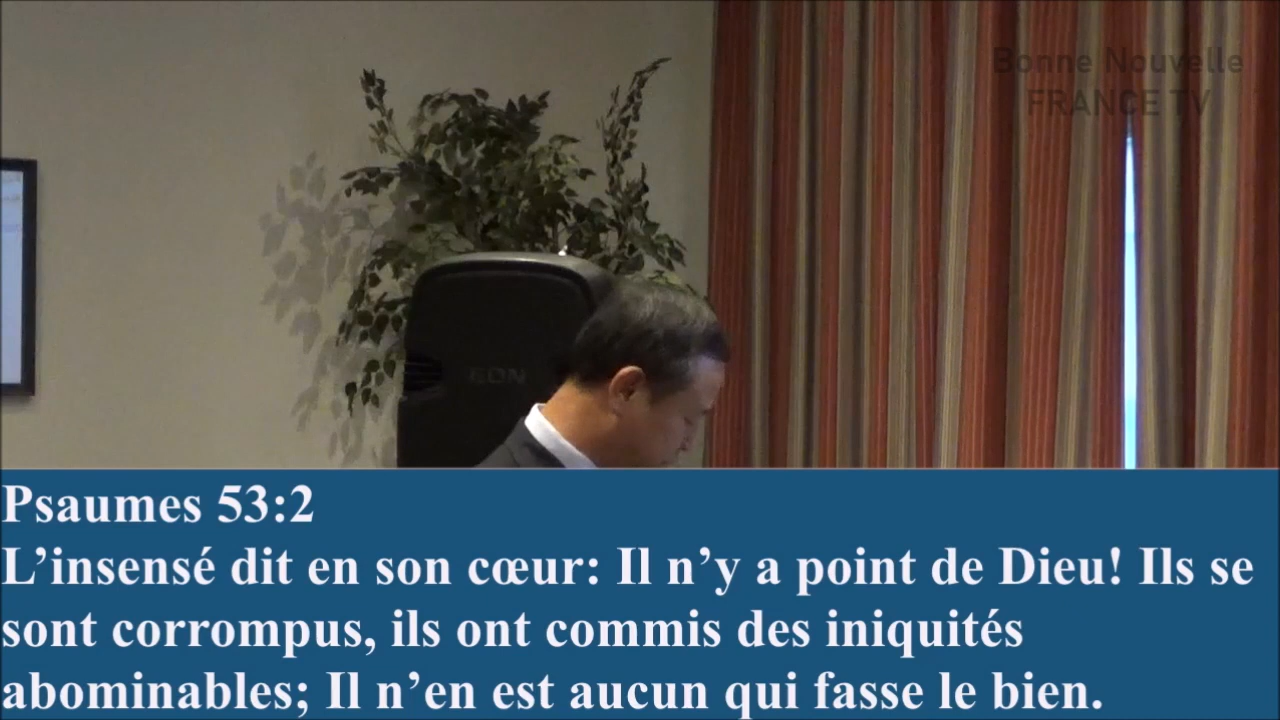 Bonne Nouvelle
FRANCE TV
EON
Psaumes 53:2
L’insensé dit en son cœur: Il n’y a point de Dieu! Ils se
sont corrompus, ils ont commis des iniquités
abominables; Il n’en est aucun qui fasse le bien.